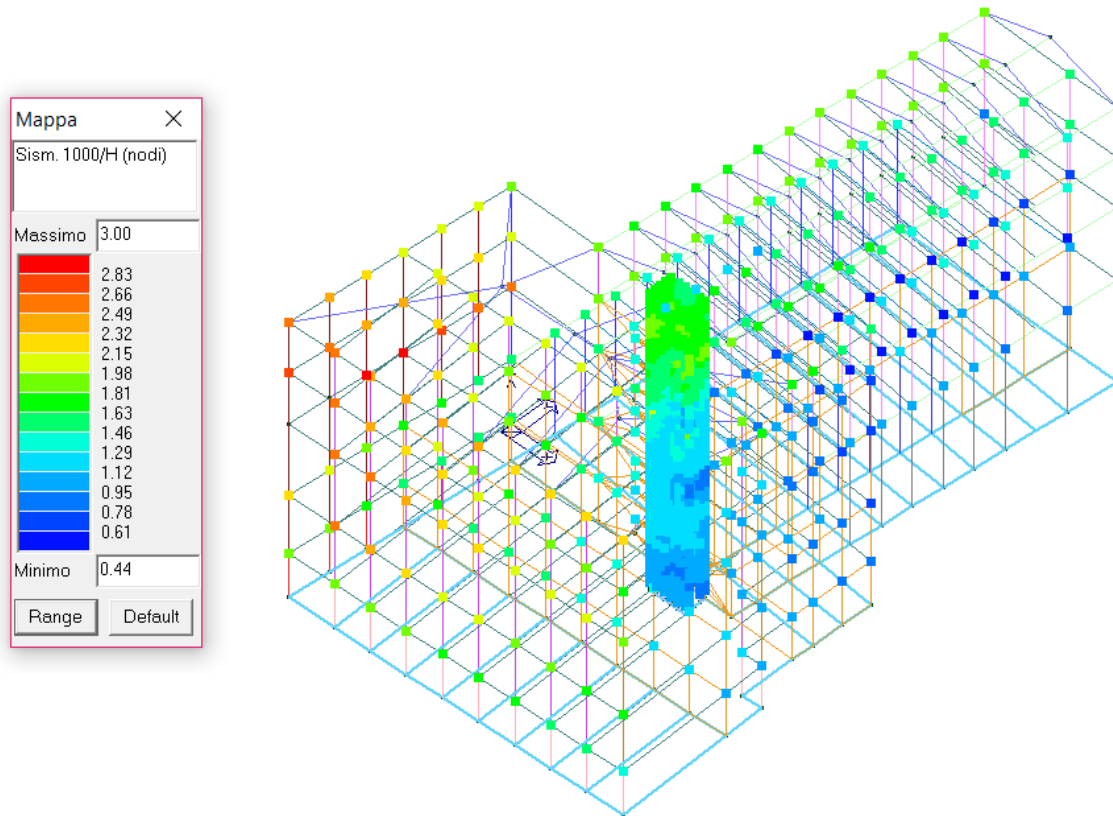 Mappa
Sism. 1000/H (nodi)
Massimo 3.00
2.83
2.66
2.49
2.32
2.15
1.98
1.81
1.63
1.46
1.29
1.12
0.95
0.78
0.61
Minimo 0.44
Range Default